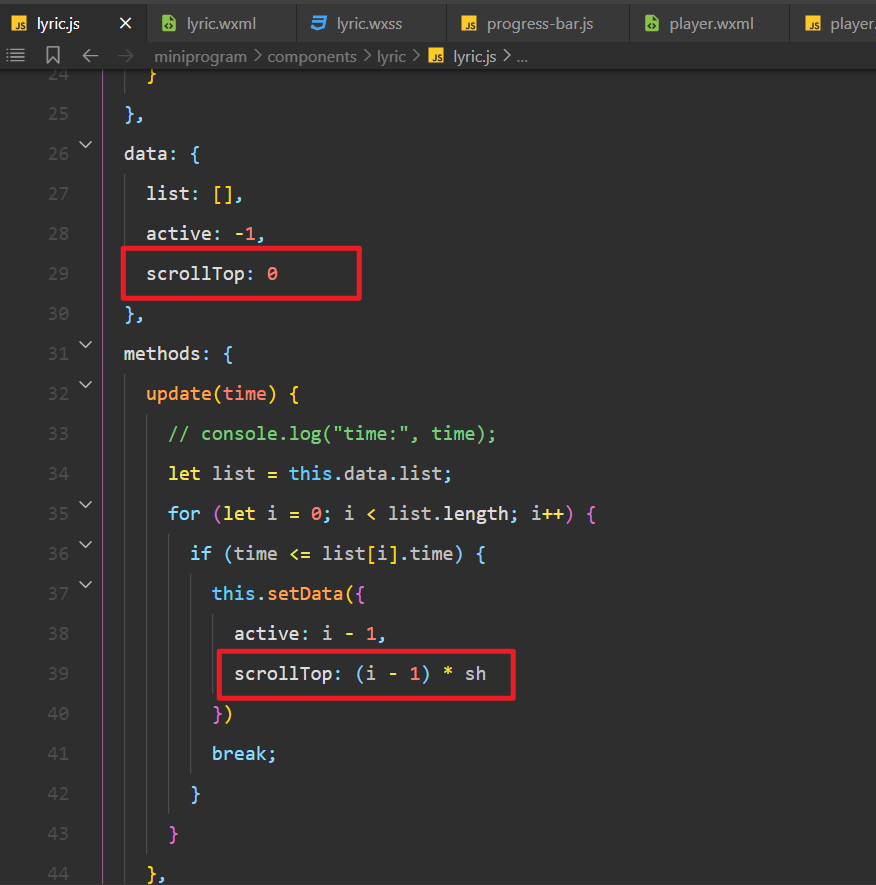 JS lyric.js × lyric.wxml lyric.wxss JS progress-bar.js player.wxml JS player.
miniprogram > components > lyric > JS lyric.js > ...
24 }
25 },
26 data: {
27 list: [],
28 active: -1,
29 scrollTop: 0
30 },
31 methods: {
32 update(time) {
33 // console.log("time:", time);
34 let list = this.data.list;
35 for (let i = 0; i < list.length; i++) {
36 if (time <= list[i].time) {
37 this.setData({
38 active: i - 1,
39 scrollTop: (i - 1) * sh
40 })
41 break;
42 }
43 }
44 },